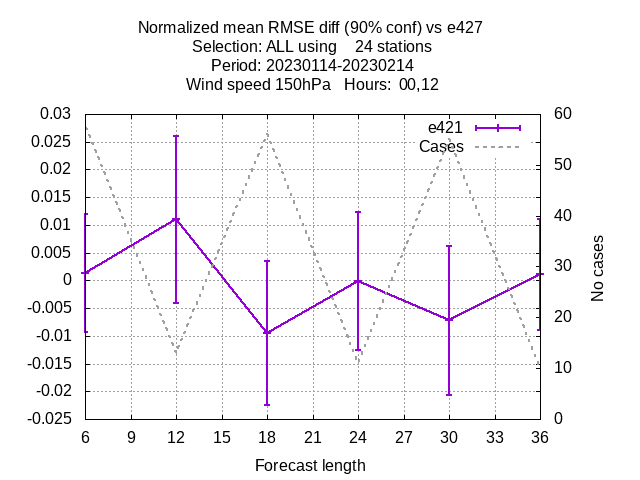 Normalized mean RMSE diff (90% conf) vs e427
Selection: ALL using    24 stations
Period: 20230114-20230214
Wind speed 150hPa   Hours:  00,12
e421
Cases
0.03
0.025
0.02
0.015
0.01
0.005
0
-0.005
-0.01
-0.015
-0.02
-0.025
60
50
40
30
20
10
0
No cases
6 9 12 15 18 21 24 27 30 33 36
Forecast length